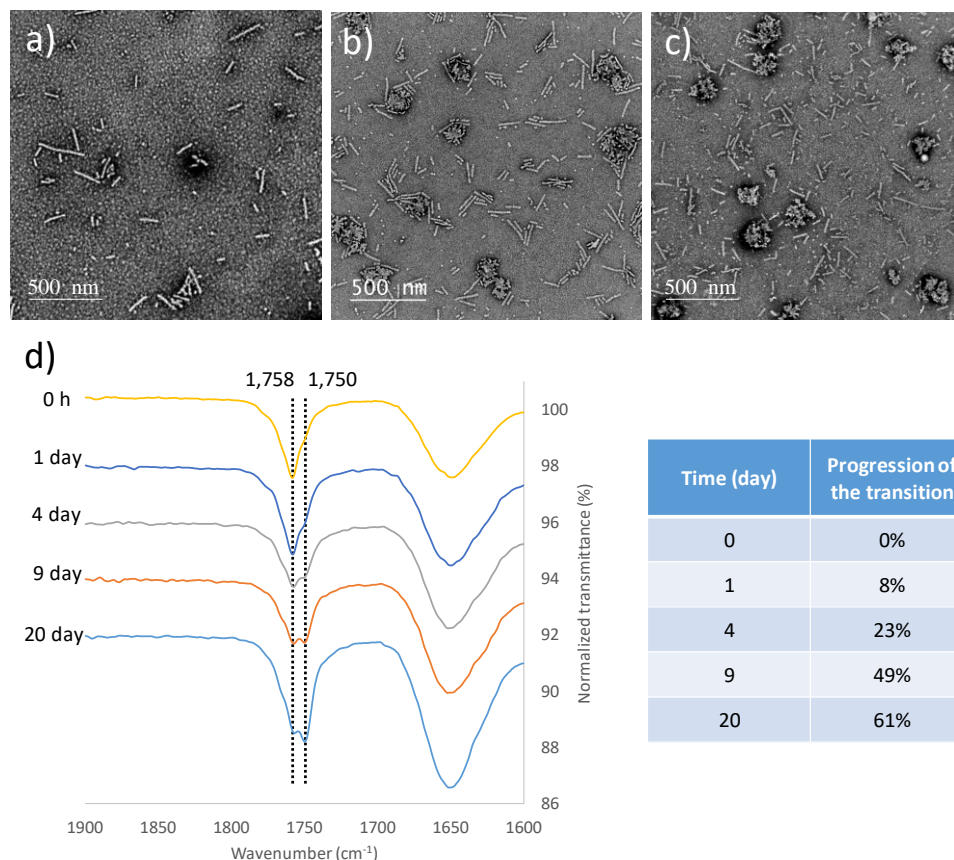 a)
b)
c)
500 nm
500 nm
500 nm
d)
1,758
1,750
0 h
1 day
4 day
9 day
20 day
100
98
96
94
92
90
88
86
Normalized transmittance (%)
1900
1850
1800
1750
1700
1650
1600
Wavenumber (cm⁻¹)
Time (day)
Progression of
the transition
0
0%
1
8%
4
23%
9
49%
20
61%